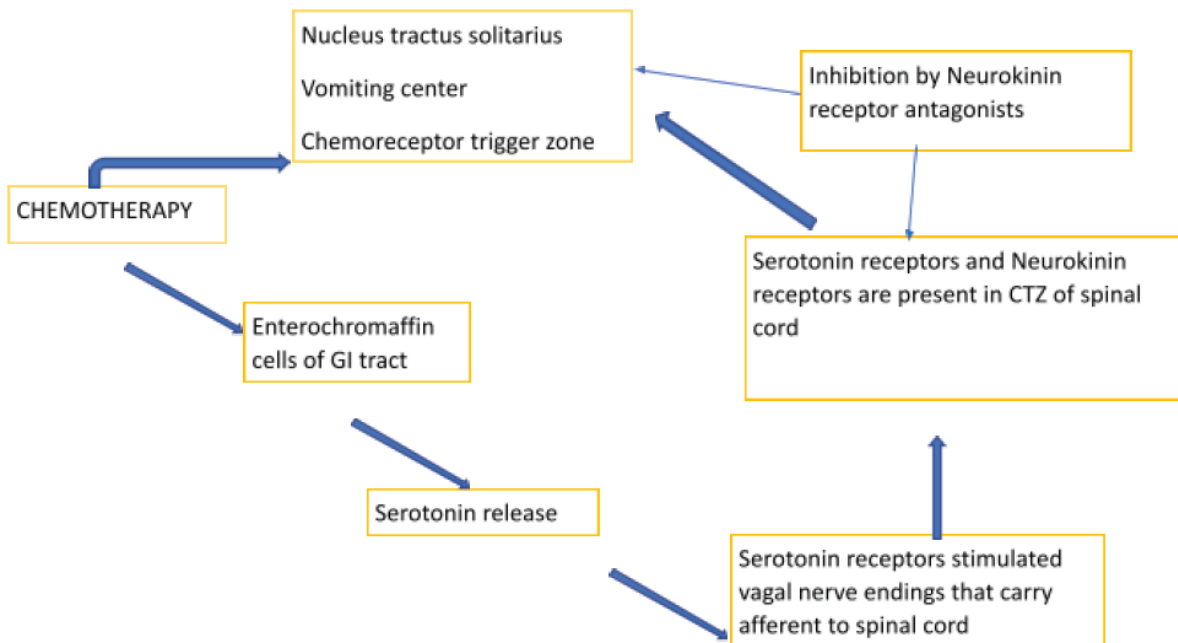 Nucleus tractus solitarius
Vomiting center
Chemoreceptor trigger zone
Inhibition by Neurokinin
receptor antagonists
CHEMOTHERAPY
Serotonin receptors and Neurokinin
receptors are present in CTZ of spinal
cord
Enterochromaffin
cells of GI tract
Serotonin release
Serotonin receptors stimulated
vagal nerve endings that carry
afferent to spinal cord